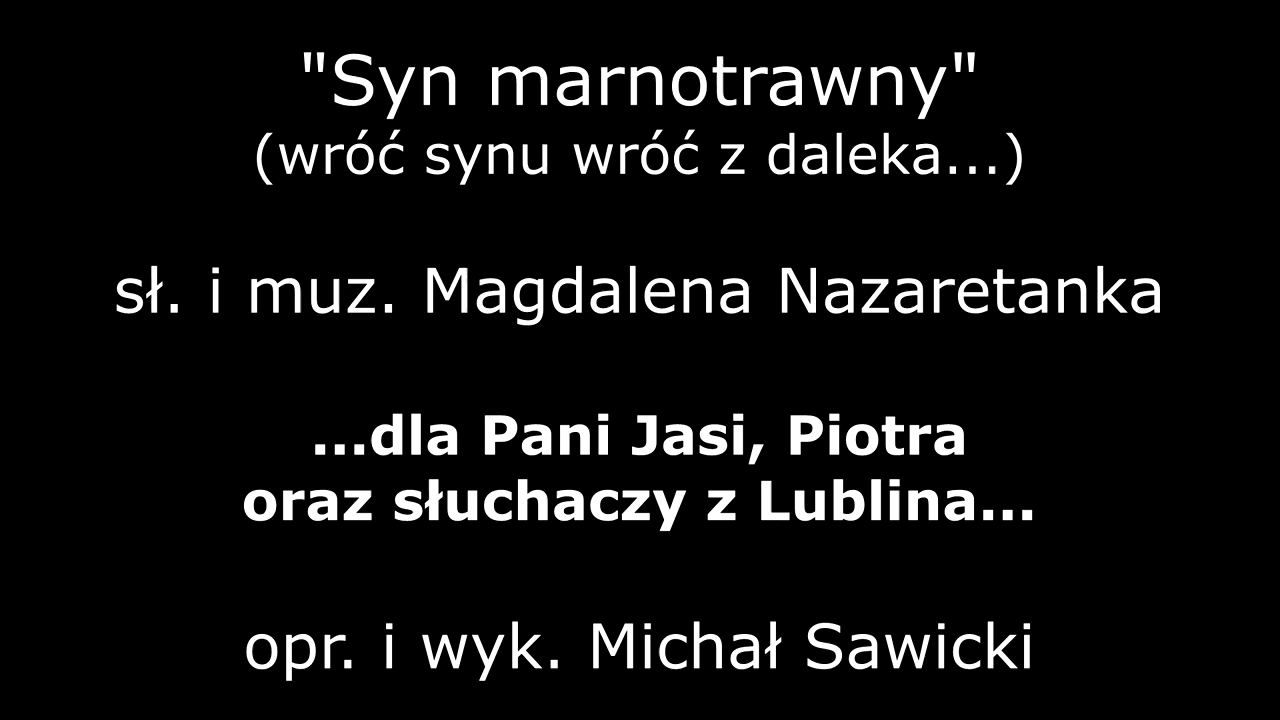 "Syn marnotrawny"
(wróć synu wróć z daleka...)
sł. i muz. Magdalena Nazaretanka
...dla Pani Jasi, Piotra
oraz słuchaczy z Lublina...
opr. i wyk. Michał Sawicki